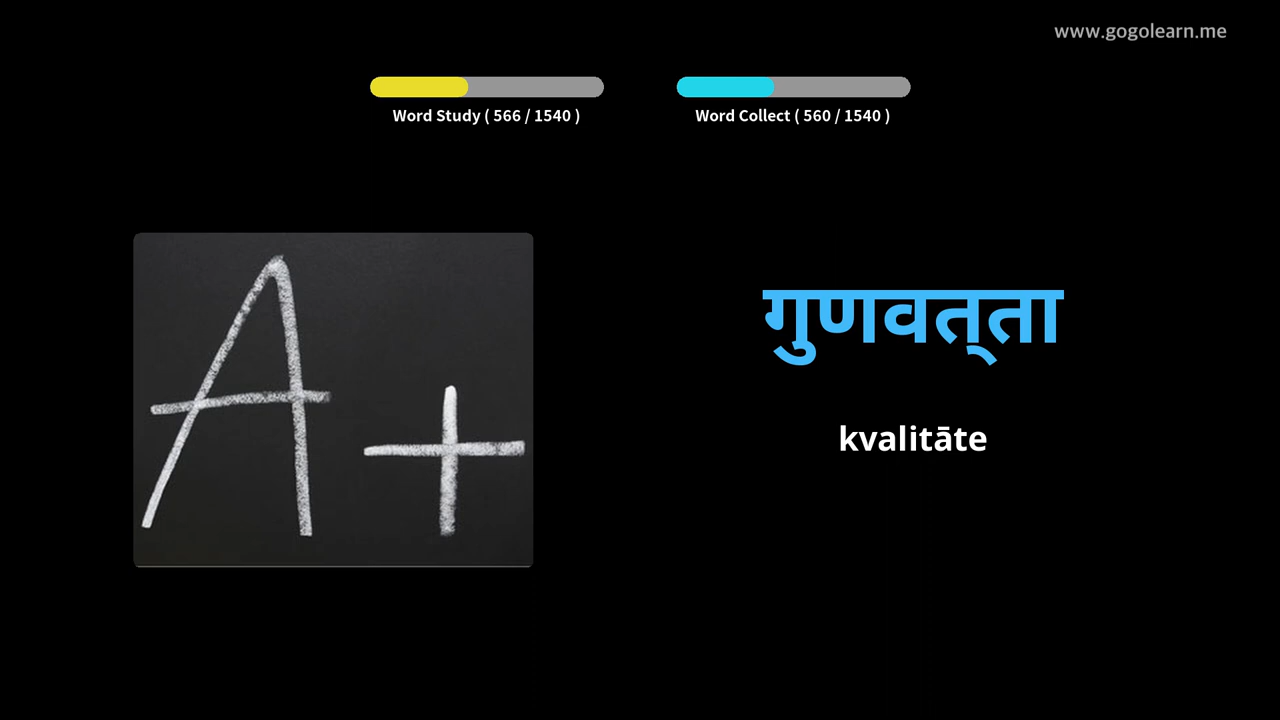 www.gogolearn.me
Word Study ( 566 / 1540 )
Word Collect ( 560 / 1540 )
A+
गुणवत्​ता
kvalitāte